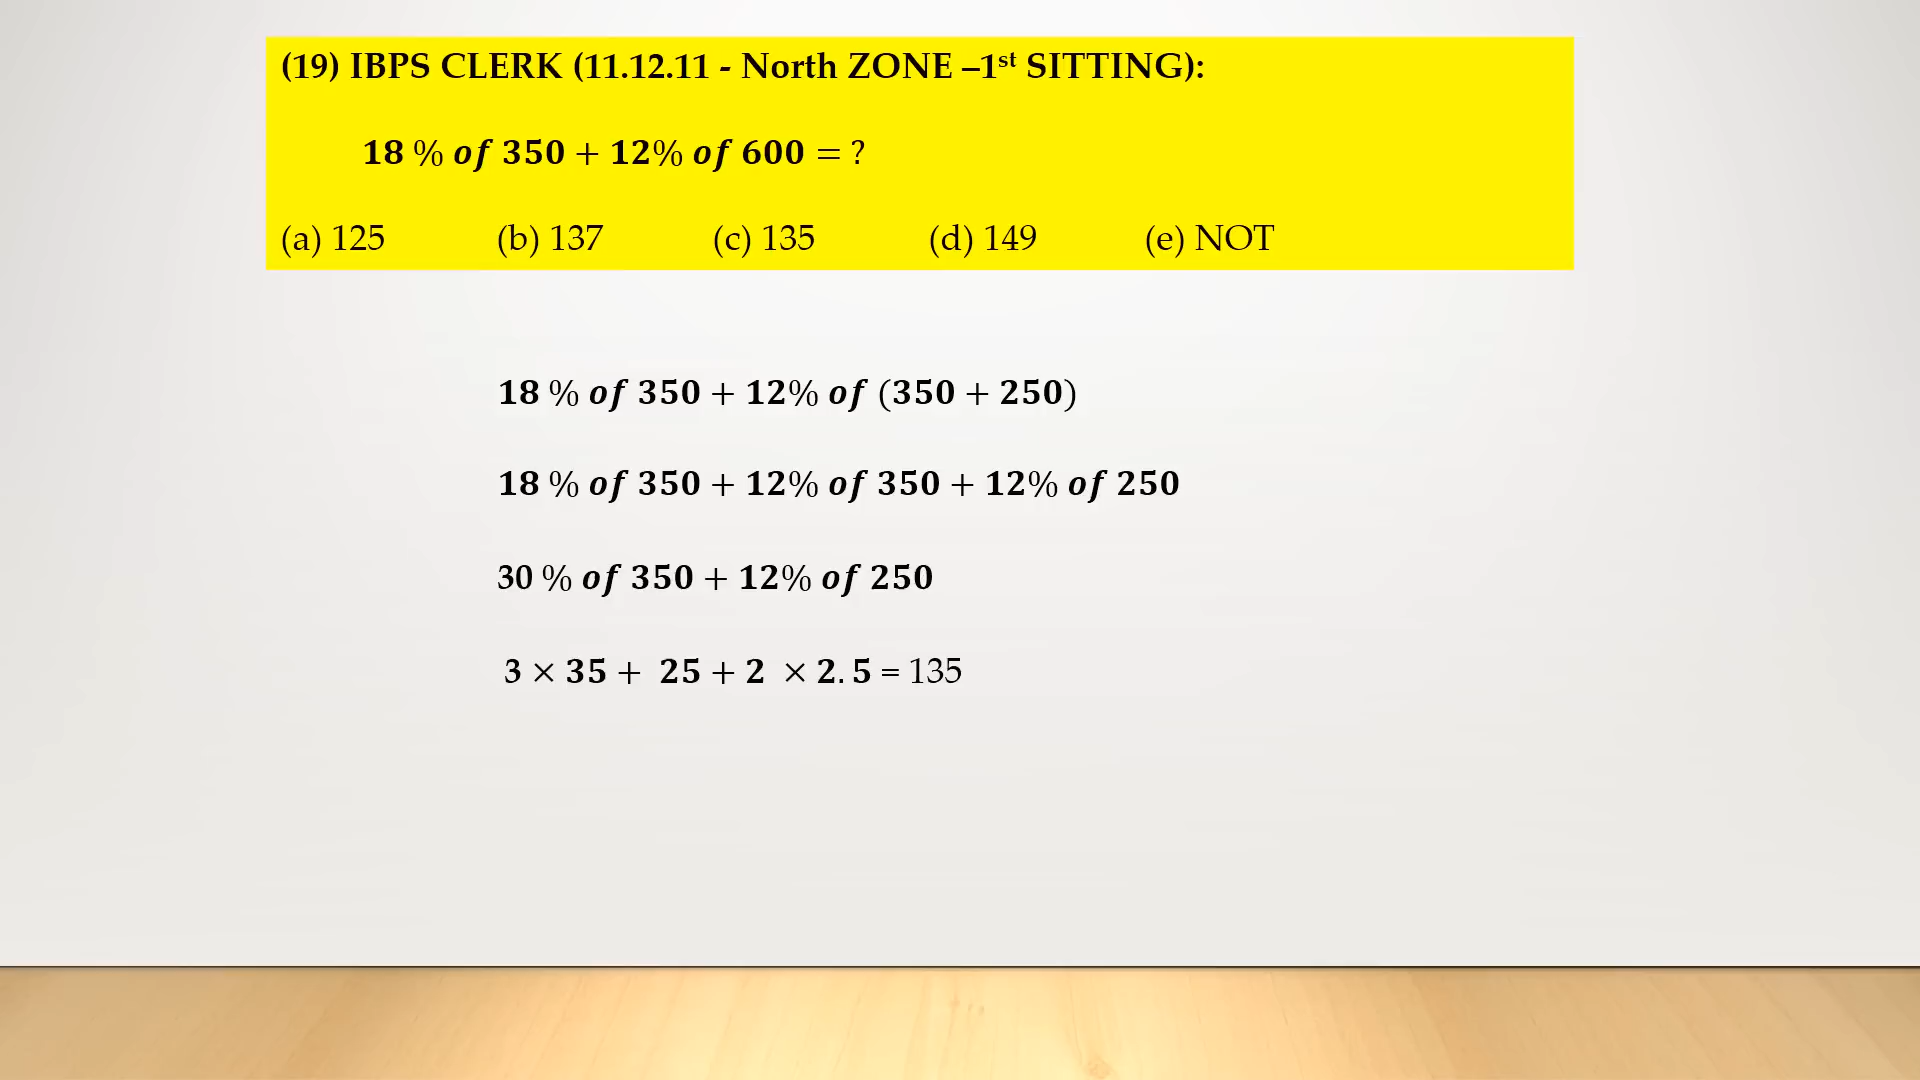 (19) IBPS CLERK (11.12.11 - North ZONE –1st SITTING):
18 % of 350 + 12% of 600 = ?
(a) 125 (b) 137 (c) 135 (d) 149 (e) NOT
18 % of 350 + 12% of (350 + 250)
18 % of 350 + 12% of 350 + 12% of 250
30 % of 350 + 12% of 250
3 × 35 + 25 + 2 × 2.5 = 135